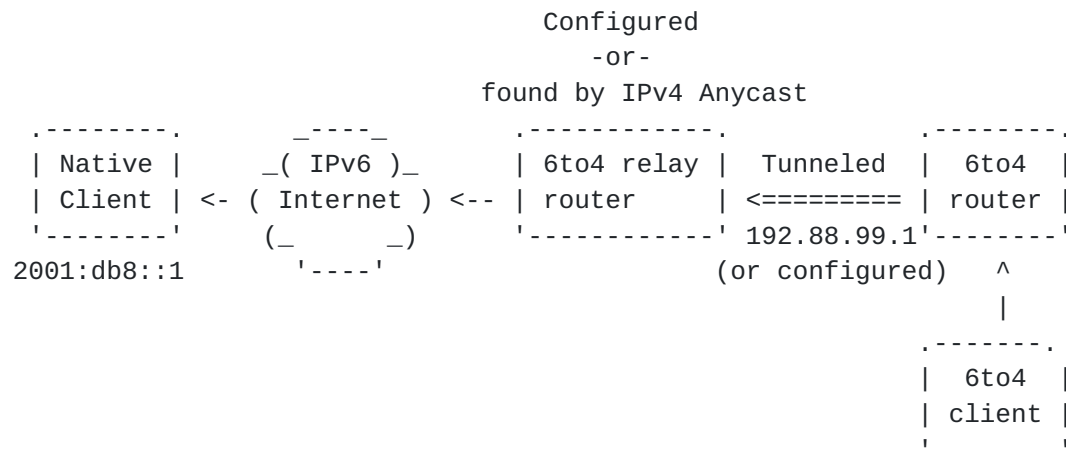 Configured
-or-
found by IPv4 Anycast
.--------. _----_ .------------. .--------.
| Native | _( IPv6 )_ | 6to4 relay | Tunneled | 6to4 |
| Client | <- ( Internet ) <-- | router | <========= | router |
'--------' (_ _) '------------' 192.88.99.1'--------'
2001:db8::1 '----' (or configured) ^
|
.-------.
| 6to4 |
| client |
' '